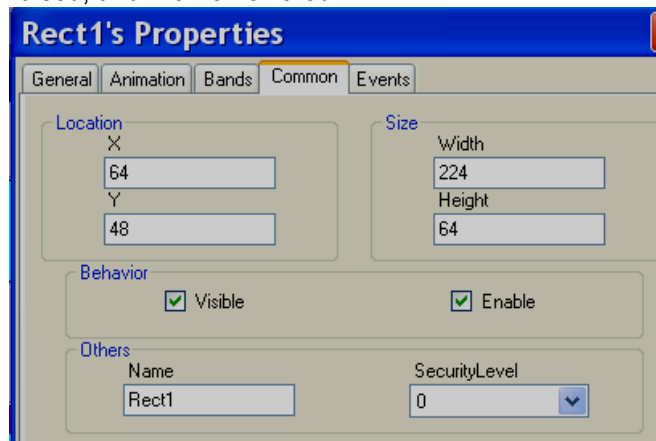 Rect1's Properties
General Animation Bands Common Events
Location
X
64
Y
48
Size
Width
224
Height
64
Behavior
Visible
Enable
Others
Name
Rect1
SecurityLevel
0